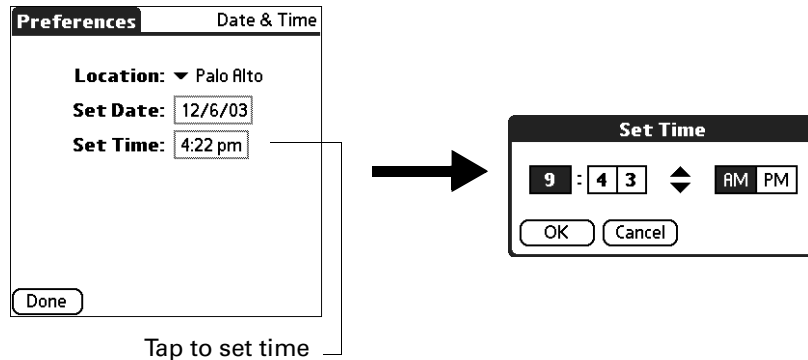 Preferences Date & Time
Location: Palo Alto
Set Date: 12/6/03
Set Time: 4:22 pm
Done
Tap to set time
Set Time
9 : 4 3 AM PM
OK Cancel